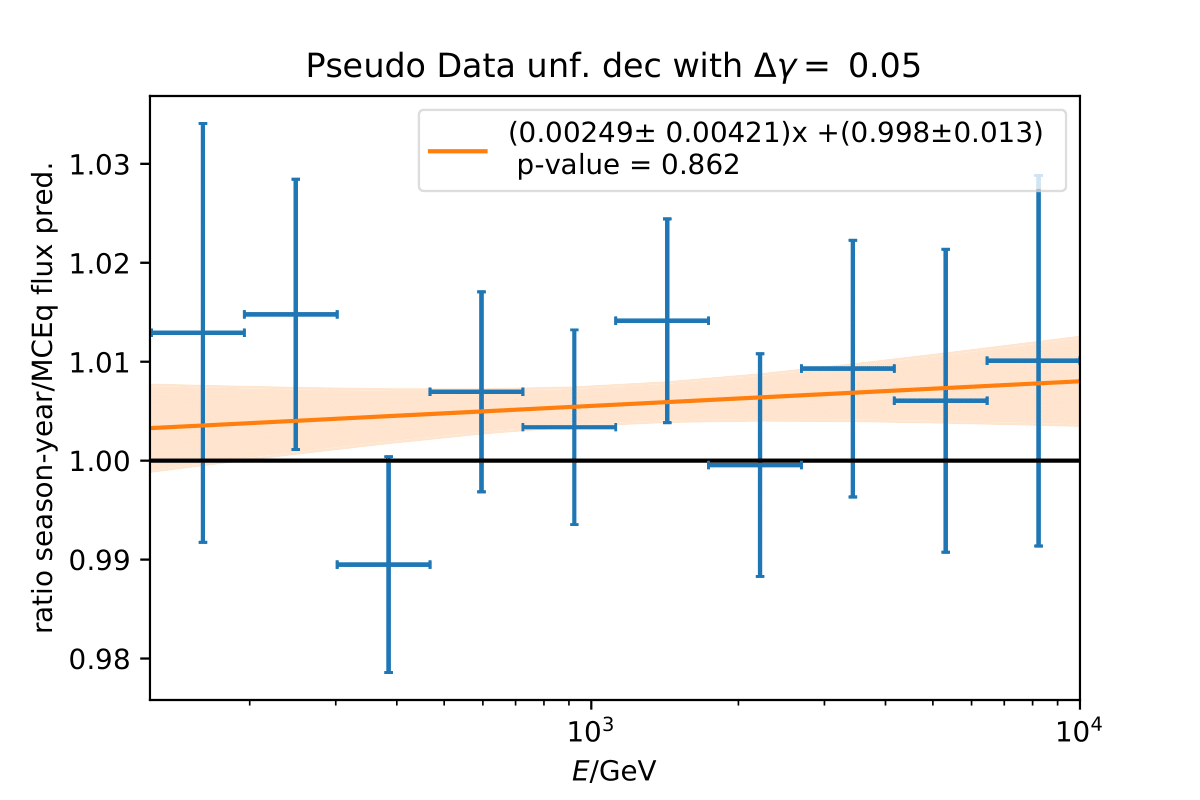 Pseudo Data unf. dec with Δγ = 0.05
(0.00249± 0.00421)x +(0.998±0.013)
p-value = 0.862
ratio season-year/MCEq flux pred.
1.03
1.02
1.01
1.00
0.99
0.98
10³
10⁴
E/GeV